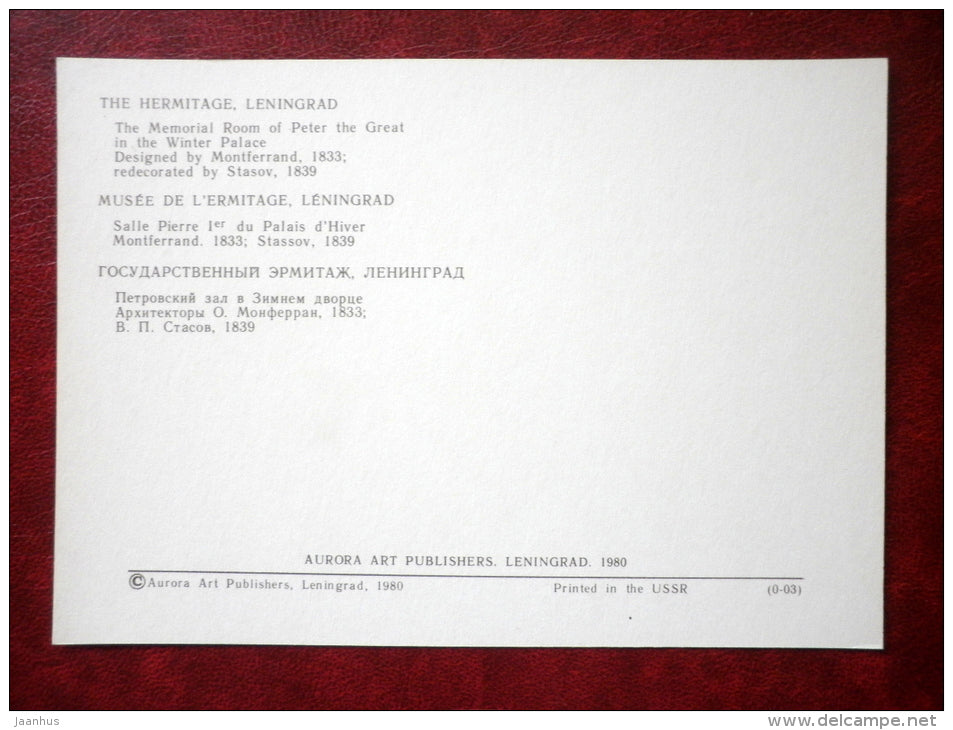 THE HERMITAGE, LENINGRAD
The Memorial Room of Peter the Great
in the Winter Palace
Designed by Montferrand, 1833;
redecorated by Stasov, 1839
MUSÉE DE L'ERMITAGE, LÉNINGRAD
Salle Pierre Ier du Palais d'Hiver
Montferrand. 1833; Stassov, 1839
ГОСУДАРСТВЕННЫЙ ЭРМИТАЖ, ЛЕНИНГРАД
Петровский зал в Зимнем дворце
Архитекторы О. Монферран, 1833;
В. П. Стасов, 1839
AURORA ART PUBLISHERS. LENINGRAD. 1980
©Aurora Art Publishers, Leningrad, 1980 Printed in the USSR (0-03)
Jaanhus
www.delcampe.net